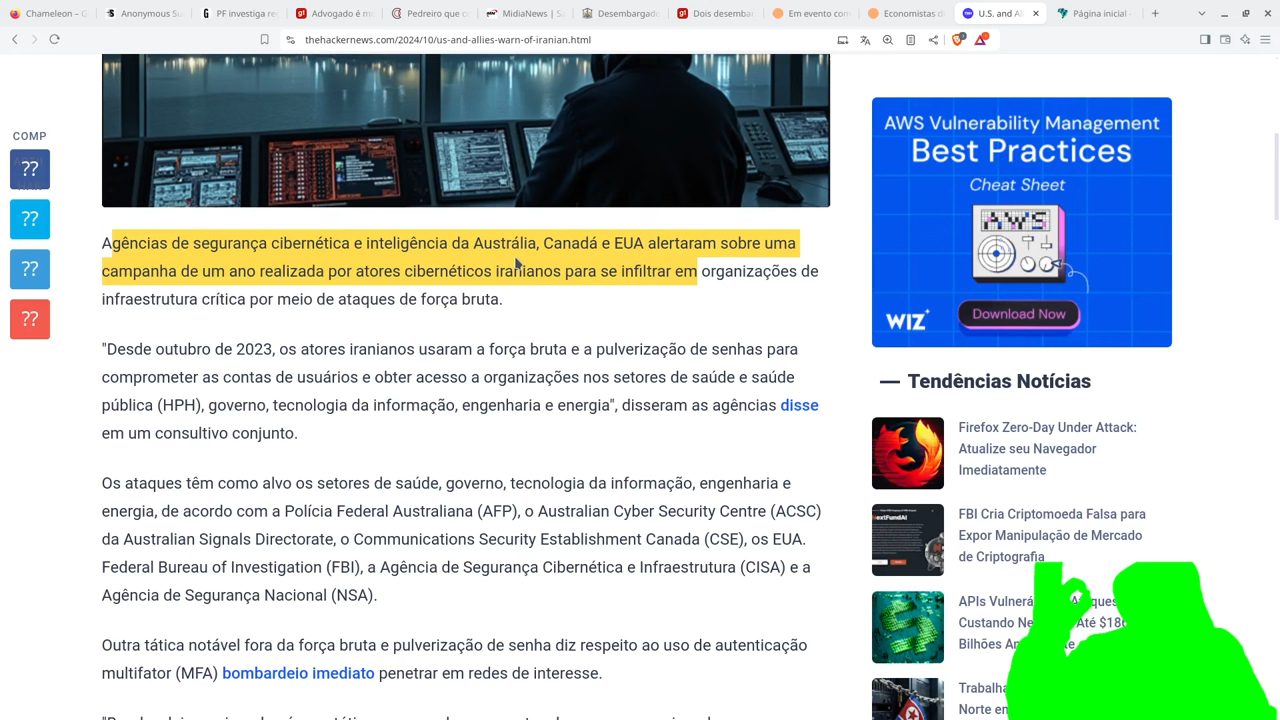 Chameleon – G
Anonymous Su
PF investiga re
Advogado é m
Pedreiro que c
MidiaNews | S
Desembargado
Dois desemba
Em evento con
Economistas d
U.S. and Al
Página inicial -
thehackernews.com/2024/10/us-and-allies-warn-of-iranian.html
COMP
??
??
??
??
Agências de segurança cibernética e inteligência da Austrália, Canadá e EUA alertaram sobre uma
campanha de um ano realizada por atores cibernéticos iranianos para se infiltrar em organizações de
infraestrutura crítica por meio de ataques de força bruta.
"Desde outubro de 2023, os atores iranianos usaram a força bruta e a pulverização de senhas para
comprometer as contas de usuários e obter acesso a organizações nos setores de saúde e saúde
pública (HPH), governo, tecnologia da informação, engenharia e energia", disseram as agências disse
em um consultivo conjunto.
Os ataques têm como alvo os setores de saúde, governo, tecnologia da informação, engenharia e
energia, de acordo com a Polícia Federal Australiana (AFP), o Australian Cyber Security Centre (ACSC)
da Australian Signals Directorate, o Communications Security Establishment Canada (CSE), os EUA.
Federal Bureau of Investigation (FBI), a Agência de Segurança Cibernética e Infraestrutura (CISA) e a
Agência de Segurança Nacional (NSA).
Outra tática notável fora da força bruta e pulverização de senha diz respeito ao uso de autenticação
multifator (MFA) bombardeio imediato penetrar em redes de interesse.
AWS Vulnerability Management
Best Practices
Cheat Sheet
AWS
WIZ
Download Now
Tendências Notícias
Firefox Zero-Day Under Attack:
Atualize seu Navegador
Imediatamente
FBI Cria Criptomoeda Falsa para
Expor Manipulação de Mercado
de Criptografia
APIs Vulnerá
Custando Ne Até $186
Bilhões An
Trabalha
Norte em